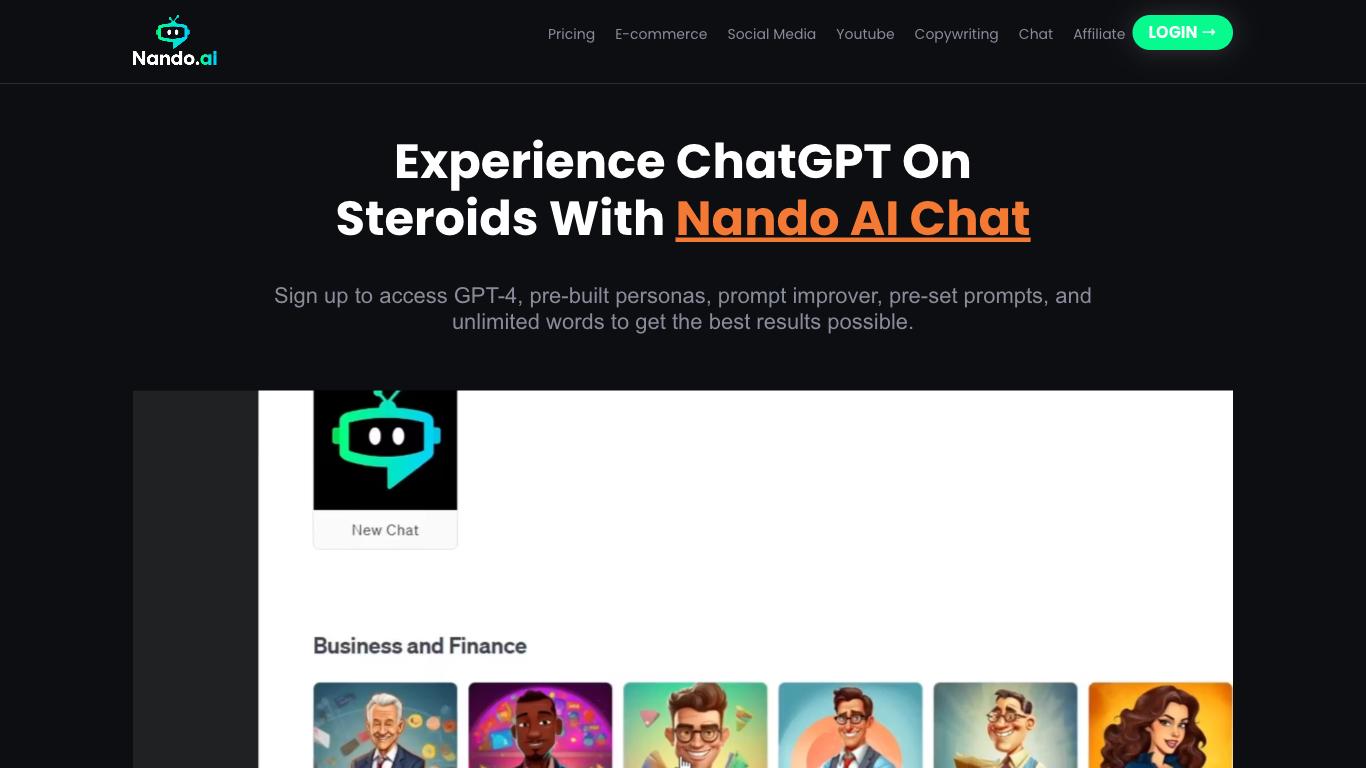 Nando.ai
Pricing
E-commerce
Social Media
Youtube
Copywriting
Chat
Affiliate
LOGIN →
Experience ChatGPT On
Steroids With Nando AI Chat
Sign up to access GPT-4, pre-built personas, prompt improver, pre-set prompts, and
unlimited words to get the best results possible.
New Chat
Business and Finance